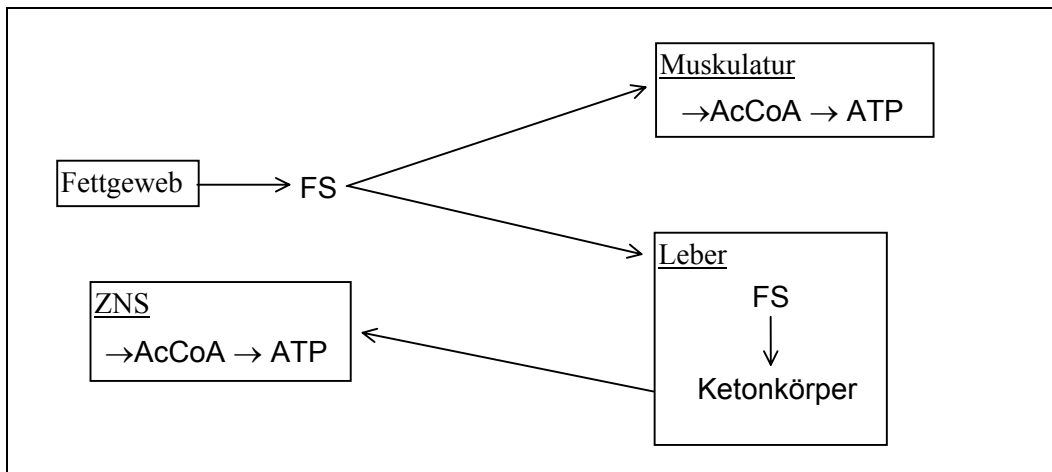 Muskulatur
→AcCoA → ATP
Fettgeweb
FS
Leber
FS
Ketonkörper
ZNS
→AcCoA → ATP